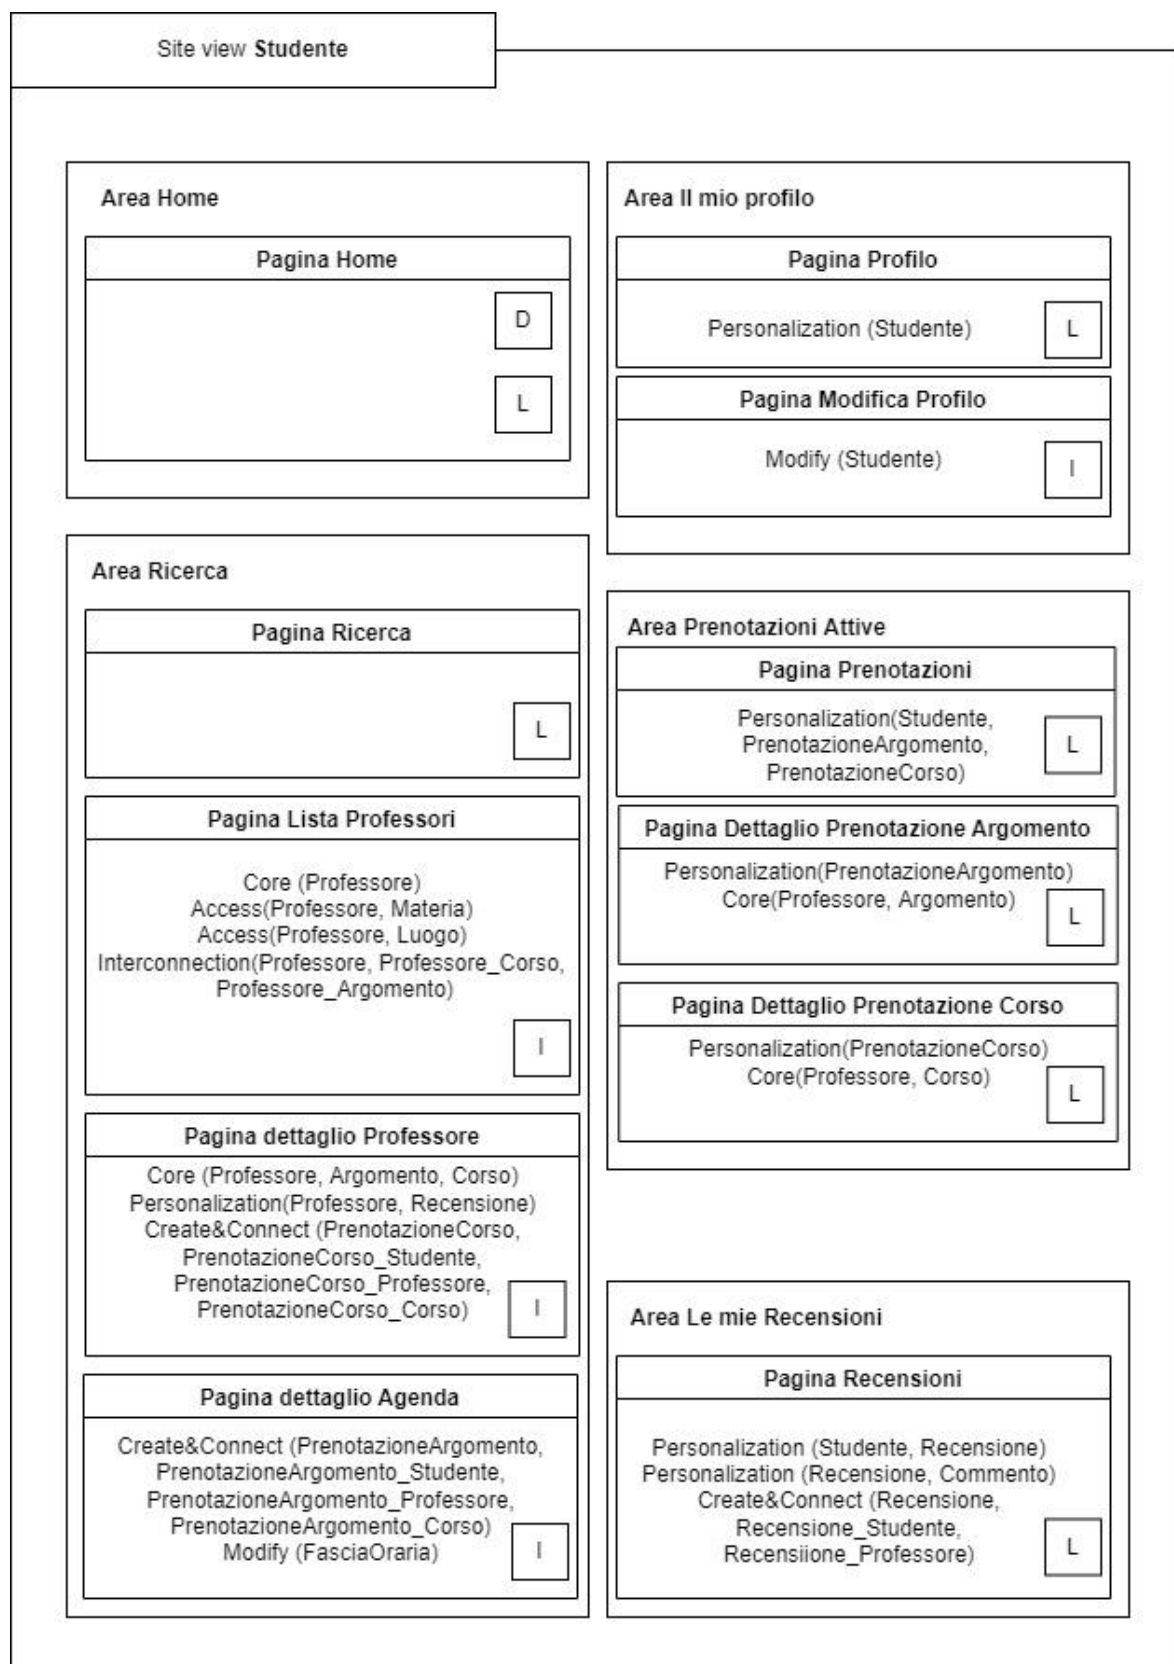 Site view Studente
Area Home
Pagina Home
D
L
Area Ricerca
Pagina Ricerca
L
Pagina Lista Professori
Core (Professore)
Access(Professore, Materia)
Access(Professore, Luogo)
Interconnection(Professore, Professore_Corso,
Professore_Argomento)
I
Pagina dettaglio Professore
Core (Professore, Argomento, Corso)
Personalization(Professore, Recensione)
Create&Connect (PrenotazioneCorso,
PrenotazioneCorso_Studente,
PrenotazioneCorso_Professore,
PrenotazioneCorso_Corso)
I
Pagina dettaglio Agenda
Create&Connect (PrenotazioneArgomento,
PrenotazioneArgomento_Studente,
PrenotazioneArgomento_Professore,
PrenotazioneArgomento_Corso)
Modify (FasciaOraria)
I
Area Il mio profilo
Pagina Profilo
Personalization (Studente)
L
Pagina Modifica Profilo
Modify (Studente)
I
Area Prenotazioni Attive
Pagina Prenotazioni
Personalization(Studente,
PrenotazioneArgomento,
PrenotazioneCorso)
L
Pagina Dettaglio Prenotazione Argomento
Personalization(PrenotazioneArgomento)
Core(Professore, Argomento)
L
Pagina Dettaglio Prenotazione Corso
Personalization(PrenotazioneCorso)
Core(Professore, Corso)
L
Area Le mie Recensioni
Pagina Recensioni
Personalization (Studente, Recensione)
Personalization (Recensione, Commento)
Create&Connect (Recensione,
Recensione_Studente,
Recensiione_Professore)
L